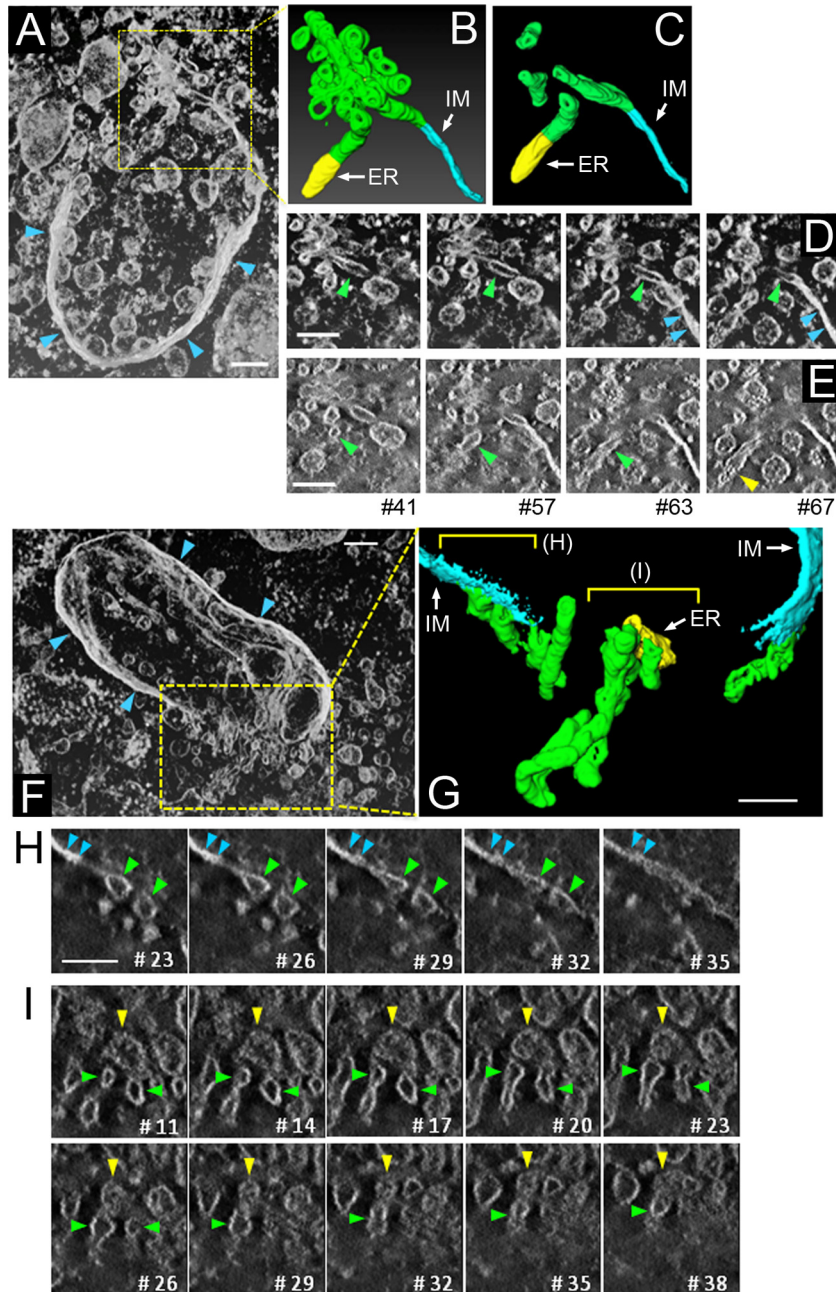 A
B
C
IM
IM
ER
ER
D
E
#41
#57
#63
#67
F
(H)
(I)
IM
IM
ER
G
H
# 23
# 26
# 29
# 32
# 35
I
# 11
# 14
# 17
# 20
# 23
# 26
# 29
# 32
# 35
# 38